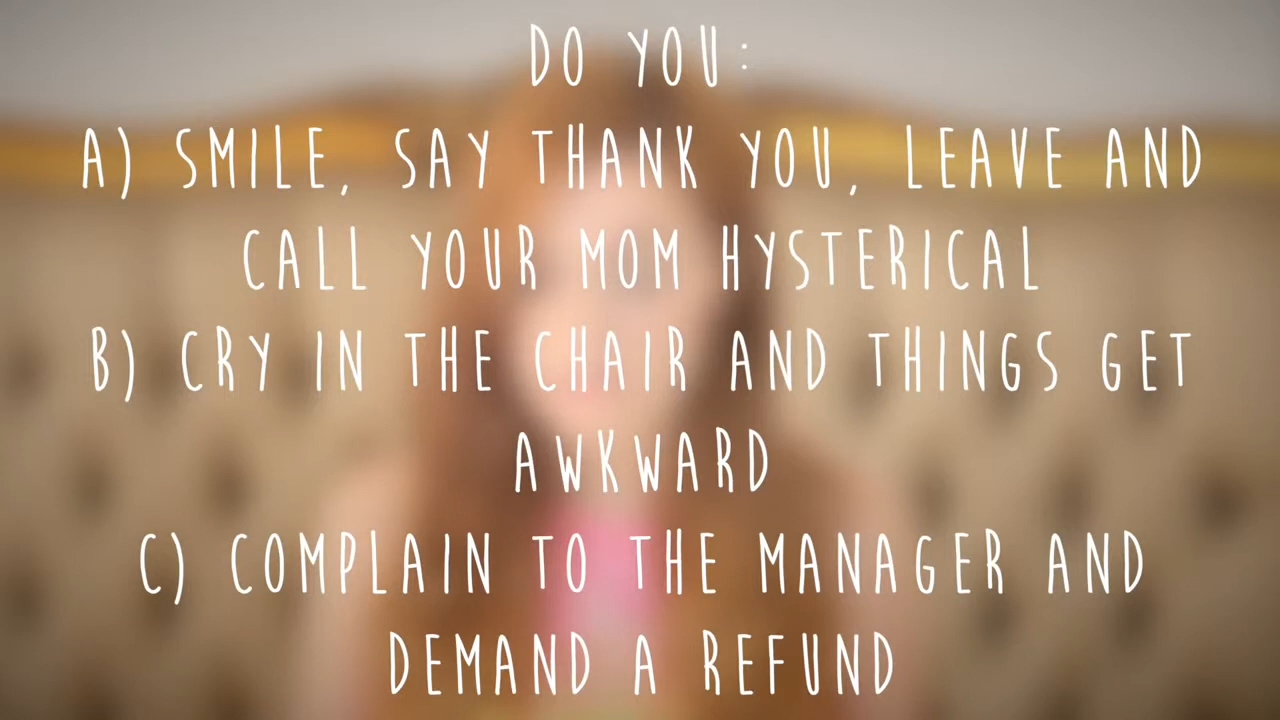 DO YOU:
A) SMILE, SAY THANK YOU, LEAVE AND
CALL YOUR MOM HYSTERICAL
B) CRY IN THE CHAIR AND THINGS GET
AWKWARD
C) COMPLAIN TO THE MANAGER AND
DEMAND A REFUND